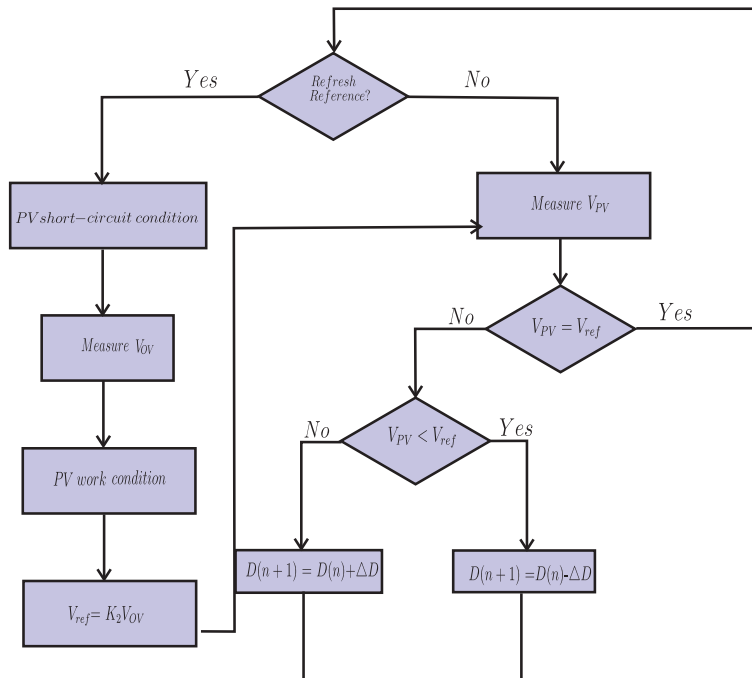 Refresh
Reference?
Yes
No
PV short-circuit condition
Measure V_PV
Measure V_OV
V_PV = V_ref
No
Yes
V_PV < V_ref
No
Yes
PV work condition
D(n+1) = D(n)+△D
D(n+1) =D(n)-△D
V_ref= K_2V_OV